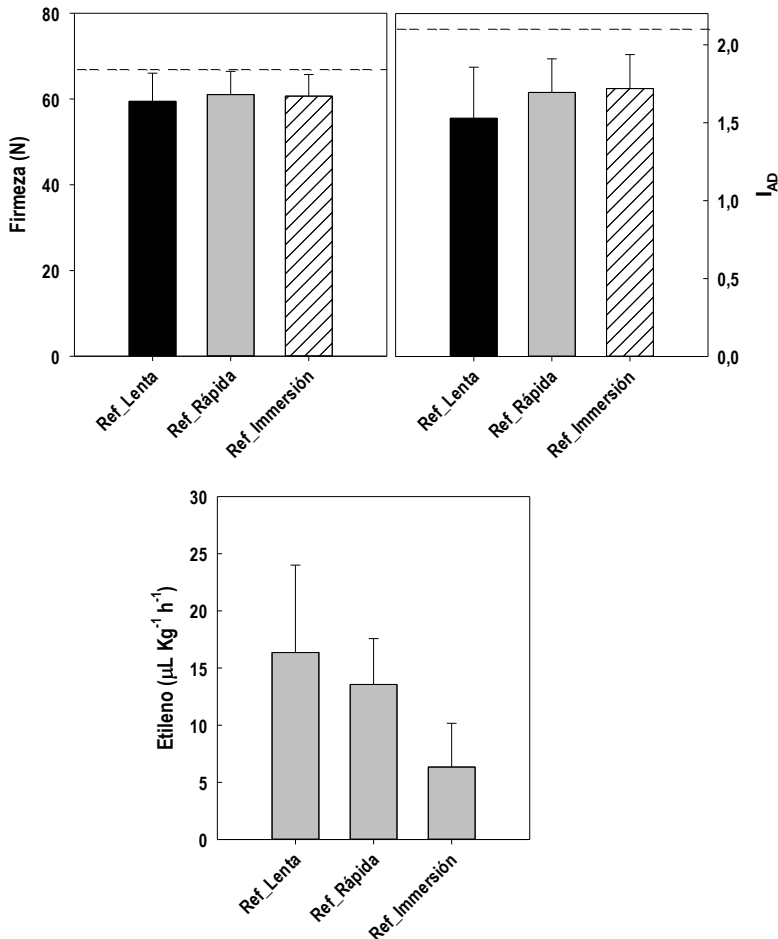 Firmeza (N)
80
60
40
20
0
Ref_Lenta
Ref_Rápida
Ref_Immersión
2,0
1,5
1,0
0,5
0,0
I_AD
Ref_Lenta
Ref_Rápida
Ref_Immersión
Etileno (µL Kg⁻¹ h⁻¹)
30
25
20
15
10
5
0
Ref_Lenta
Ref_Rápida
Ref_Immersión